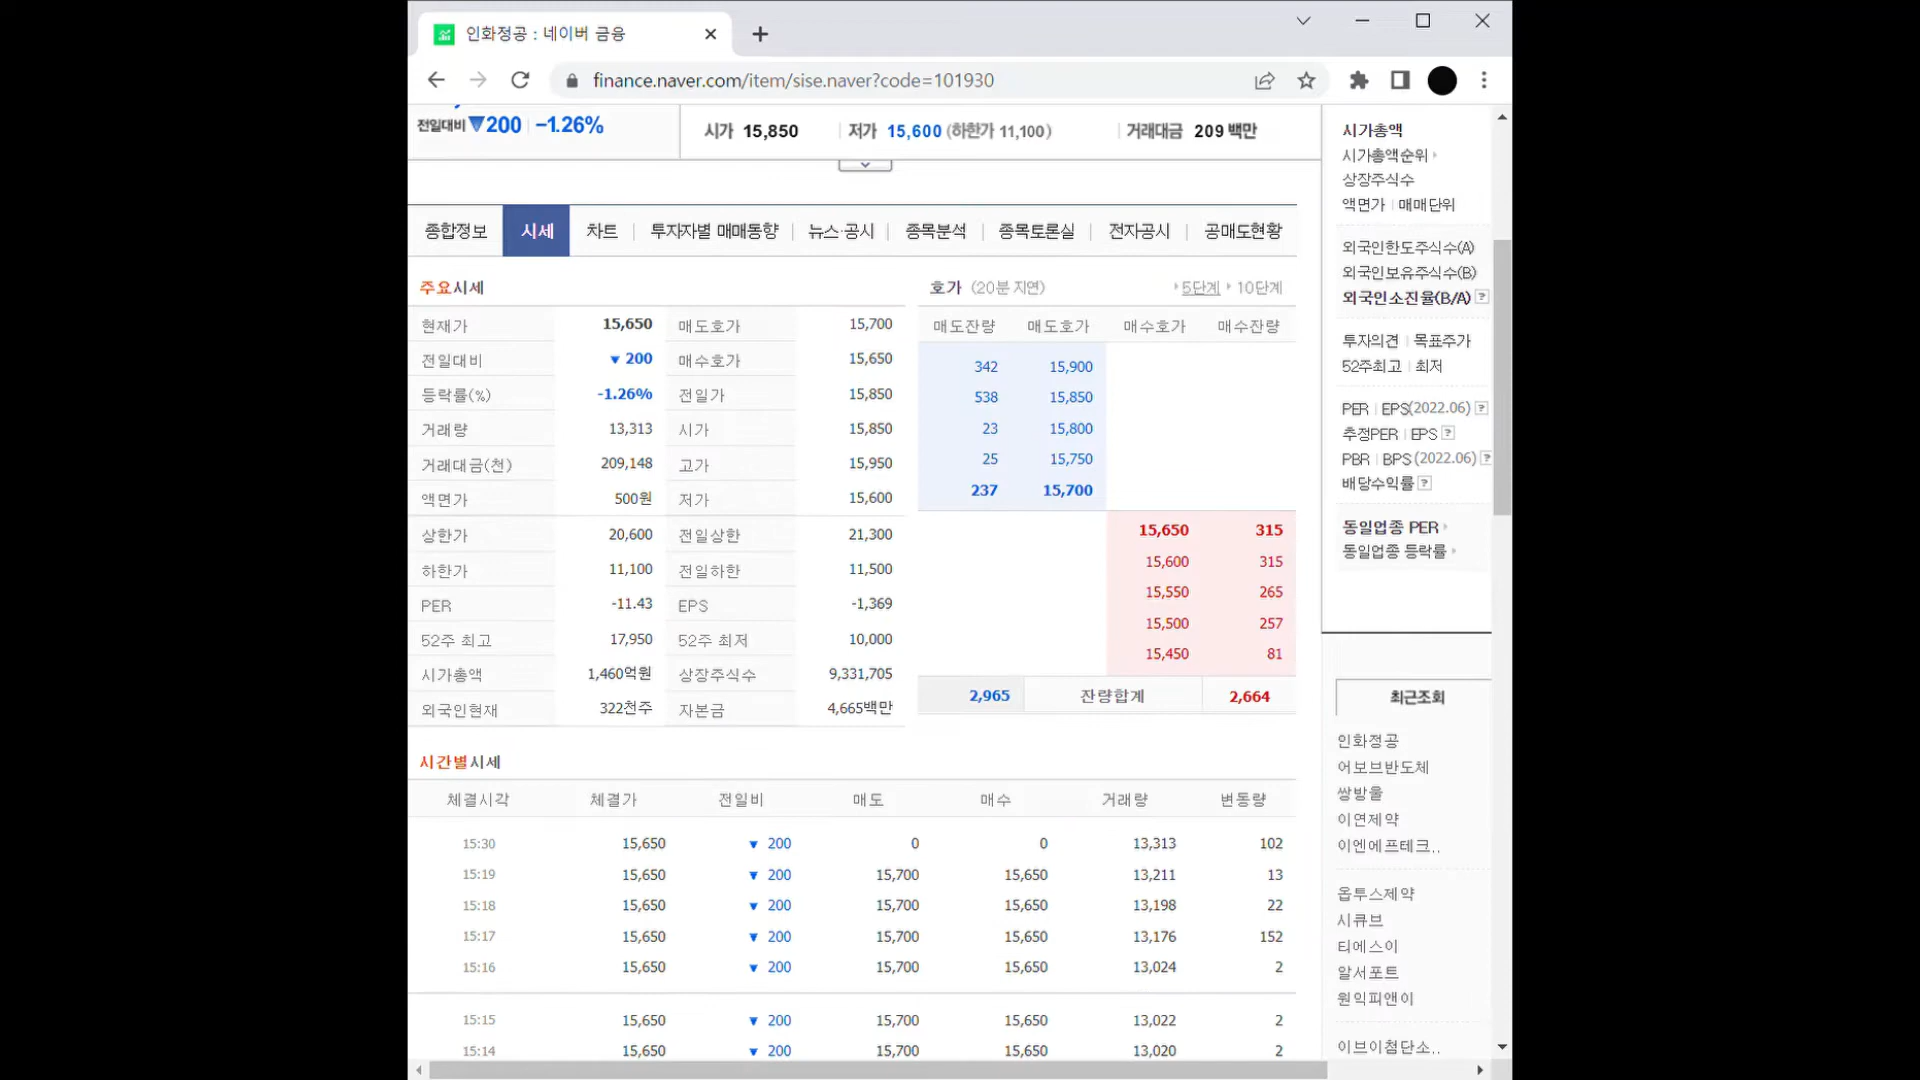 인화정공 : 네이버 금융
finance.naver.com/item/sise.naver?code=101930
전일대비 ▼200 -1.26%
시가 15,850 저가 15,600 (하한가 11,100) 거래대금 209 백만
종합정보 시세 차트 투자자별 매매동향 뉴스·공시 종목분석 종목토론실 전자공시 공매도현황
주요시세
현재가 15,650 매도호가 15,700
전일대비 ▼ 200 매수호가 15,650
등락률(%) -1.26% 전일가 15,850
거래량 13,313 시가 15,850
거래대금(천) 209,148 고가 15,950
액면가 500원 저가 15,600
상한가 20,600 전일상한 21,300
하한가 11,100 전일하한 11,500
PER -11.43 EPS -1,369
52주 최고 17,950 52주 최저 10,000
시가총액 1,460억원 상장주식수 9,331,705
외국인현재 322천주 자본금 4,665백만
호가 (20분 지연) 5단계 10단계
매도잔량 매도호가 매수호가 매수잔량
342 15,900
538 15,850
23 15,800
25 15,750
237 15,700
15,650 315
15,600 315
15,550 265
15,500 257
15,450 81
2,965 잔량합계 2,664
시간별시세
체결시각 체결가 전일비 매도 매수 거래량 변동량
15:30 15,650 ▼ 200 0 0 13,313 102
15:19 15,650 ▼ 200 15,700 15,650 13,211 13
15:18 15,650 ▼ 200 15,700 15,650 13,198 22
15:17 15,650 ▼ 200 15,700 15,650 13,176 152
15:16 15,650 ▼ 200 15,700 15,650 13,024 2
15:15 15,650 ▼ 200 15,700 15,650 13,022 2
15:14 15,650 ▼ 200 15,700 15,650 13,020 2
시가총액
시가총액순위
상장주식수
액면가 | 매매단위
외국인한도주식수(A)
외국인보유주식수(B)
외국인소진율(B/A) ?
투자의견 | 목표주가
52주최고 | 최저
PER | EPS(2022.06) ?
추정PER | EPS ?
PBR | BPS (2022.06) ?
배당수익률 ?
동일업종 PER
동일업종 등락률
최근조회
인화정공
어보브반도체
쌍방울
이연제약
이엔에프테크..
옵투스제약
시큐브
티에스이
알서포트
원익피앤이
이브이첨단소..